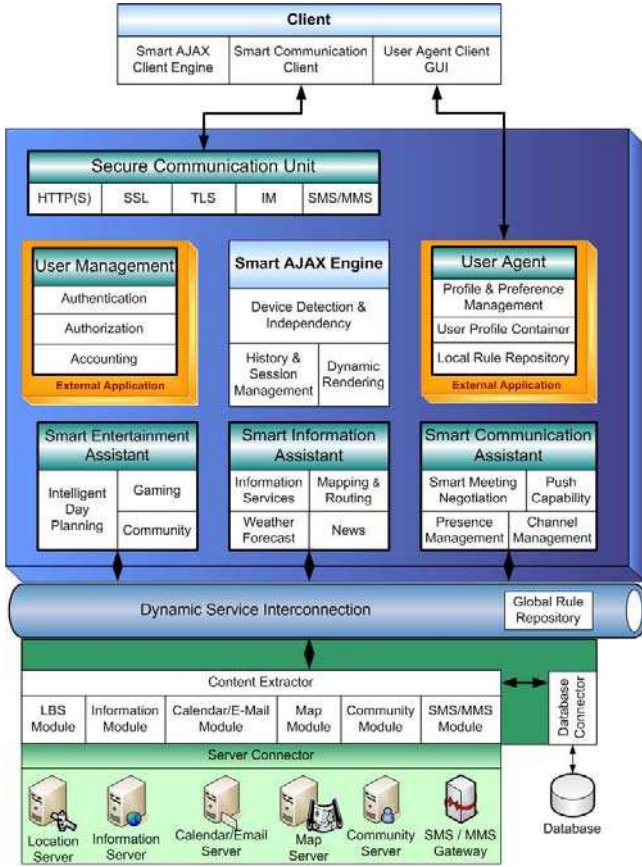 Client
Smart AJAX
Client Engine
Smart Communication
Client
User Agent Client
GUI
Secure Communication Unit
HTTP(S)
SSL
TLS
IM
SMS/MMS
User Management
Authentication
Authorization
Accounting
External Application
Smart AJAX Engine
Device Detection &
Independency
History &
Session
Management
Dynamic
Rendering
User Agent
Profile & Preference
Management
User Profile Container
Local Rule Repository
External Application
Smart Entertainment
Assistant
Intelligent
Day
Planning
Gaming
Community
Smart Information
Assistant
Information
Services
Mapping &
Routing
Weather
Forecast
News
Smart Communication
Assistant
Smart Meeting
Negotiation
Push
Capability
Presence
Management
Channel
Management
Dynamic Service Interconnection
Global Rule
Repository
Content Extractor
LBS
Module
Information
Module
Calendar/E-Mail
Module
Map
Module
Community
Module
SMS/MMS
Module
Database
Connector
Server Connector
Location
Server
Information
Server
Calendar/Email
Server
Map
Server
Community
Server
SMS / MMS
Gateway
Database